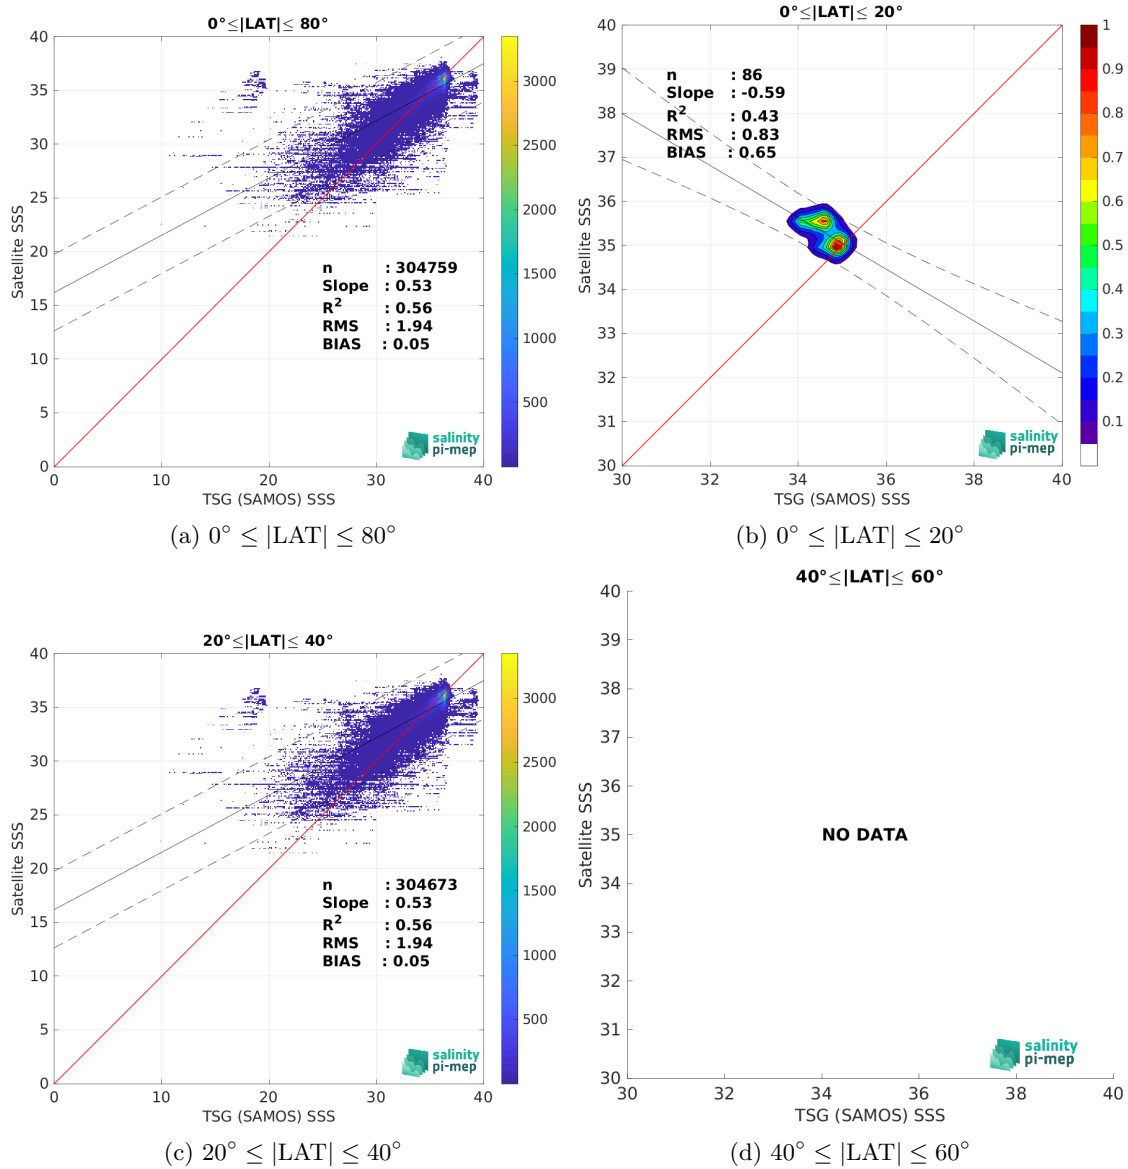 0°≤|LAT|≤ 80°
40
35
30
25
20
15
10
5
0
Satellite SSS
n : 304759
Slope : 0.53
R² : 0.56
RMS : 1.94
BIAS : 0.05
salinity
pi-mep
0 10 20 30 40
TSG (SAMOS) SSS
3000
2500
2000
1500
1000
500
(a) 0° ≤ |LAT| ≤ 80°
0°≤|LAT|≤ 20°
40
39
38
37
36
35
34
33
32
31
30
Satellite SSS
n : 86
Slope : -0.59
R² : 0.43
RMS : 0.83
BIAS : 0.65
salinity
pi-mep
30 32 34 36 38 40
TSG (SAMOS) SSS
1
0.9
0.8
0.7
0.6
0.5
0.4
0.3
0.2
0.1
(b) 0° ≤ |LAT| ≤ 20°
20°≤|LAT|≤ 40°
40
35
30
25
20
15
10
5
0
Satellite SSS
n : 304673
Slope : 0.53
R² : 0.56
RMS : 1.94
BIAS : 0.05
salinity
pi-mep
0 10 20 30 40
TSG (SAMOS) SSS
3000
2500
2000
1500
1000
500
(c) 20° ≤ |LAT| ≤ 40°
40°≤|LAT|≤ 60°
40
39
38
37
36
35
34
33
32
31
30
Satellite SSS
NO DATA
salinity
pi-mep
30 32 34 36 38 40
TSG (SAMOS) SSS
(d) 40° ≤ |LAT| ≤ 60°